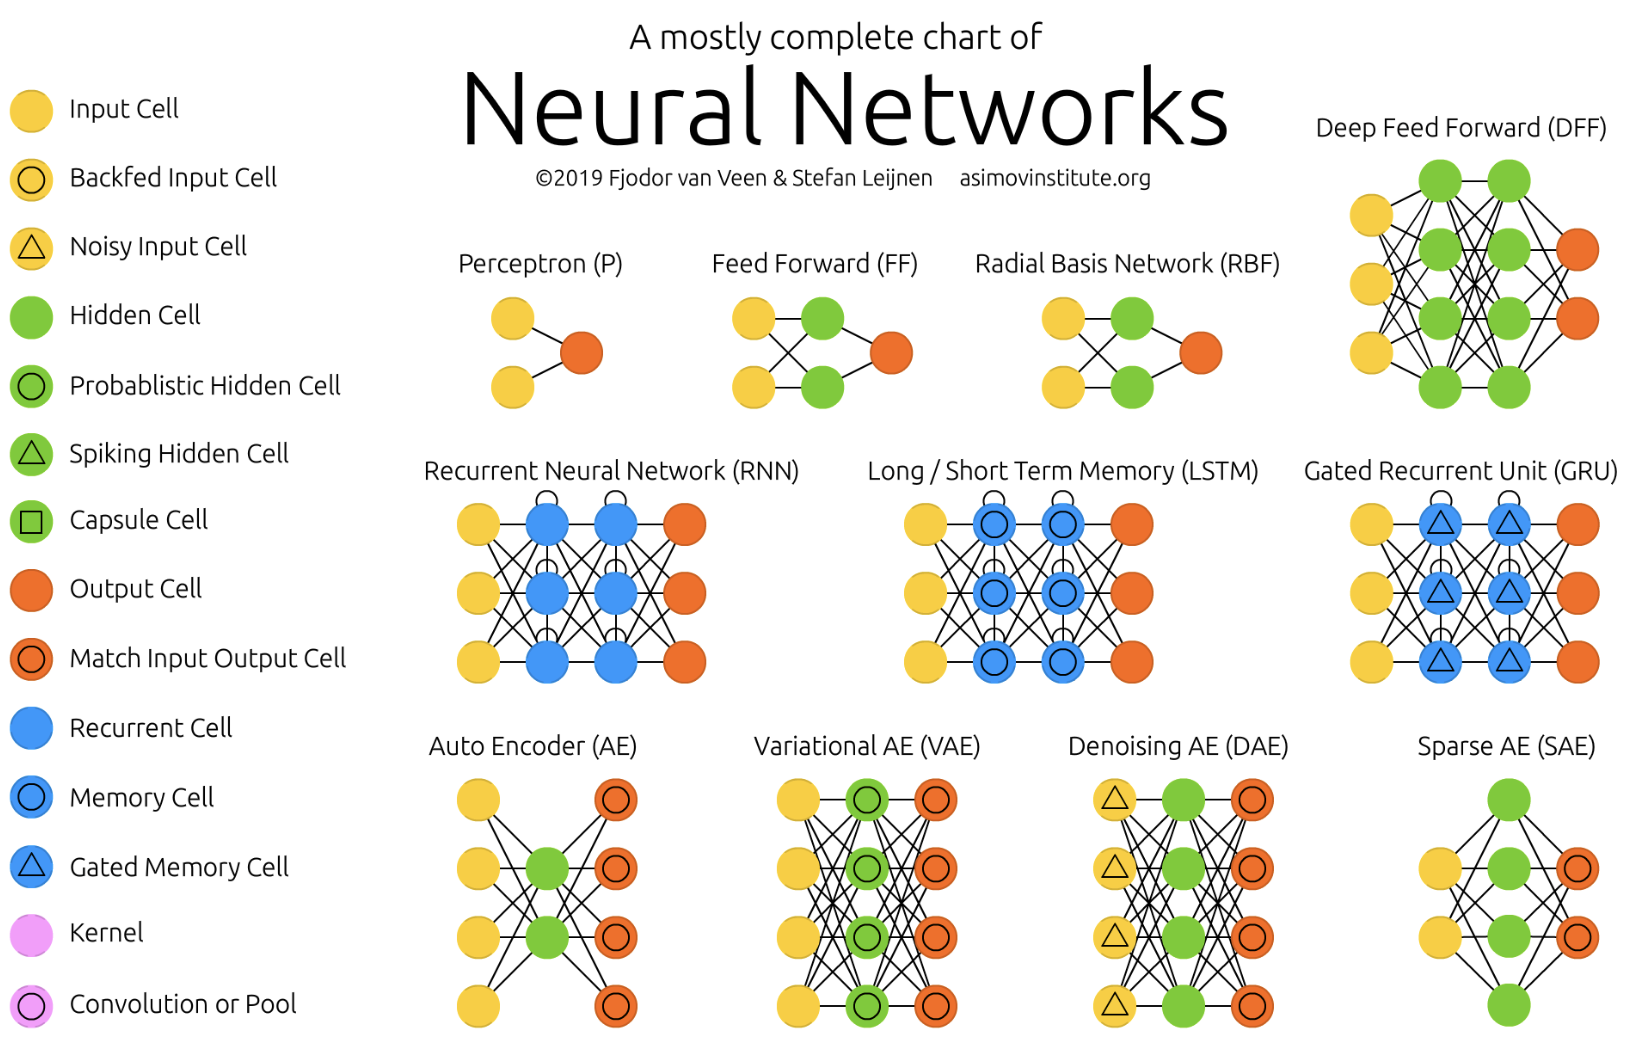 A mostly complete chart of
Neural Networks
©2019 Fjodor van Veen & Stefan Leijnen asimovinstitute.org
Input Cell
Backfed Input Cell
Noisy Input Cell
Hidden Cell
Probablistic Hidden Cell
Spiking Hidden Cell
Capsule Cell
Output Cell
Match Input Output Cell
Recurrent Cell
Memory Cell
Gated Memory Cell
Kernel
Convolution or Pool
Deep Feed Forward (DFF)
Perceptron (P)
Feed Forward (FF)
Radial Basis Network (RBF)
Recurrent Neural Network (RNN)
Long / Short Term Memory (LSTM)
Gated Recurrent Unit (GRU)
Auto Encoder (AE)
Variational AE (VAE)
Denoising AE (DAE)
Sparse AE (SAE)